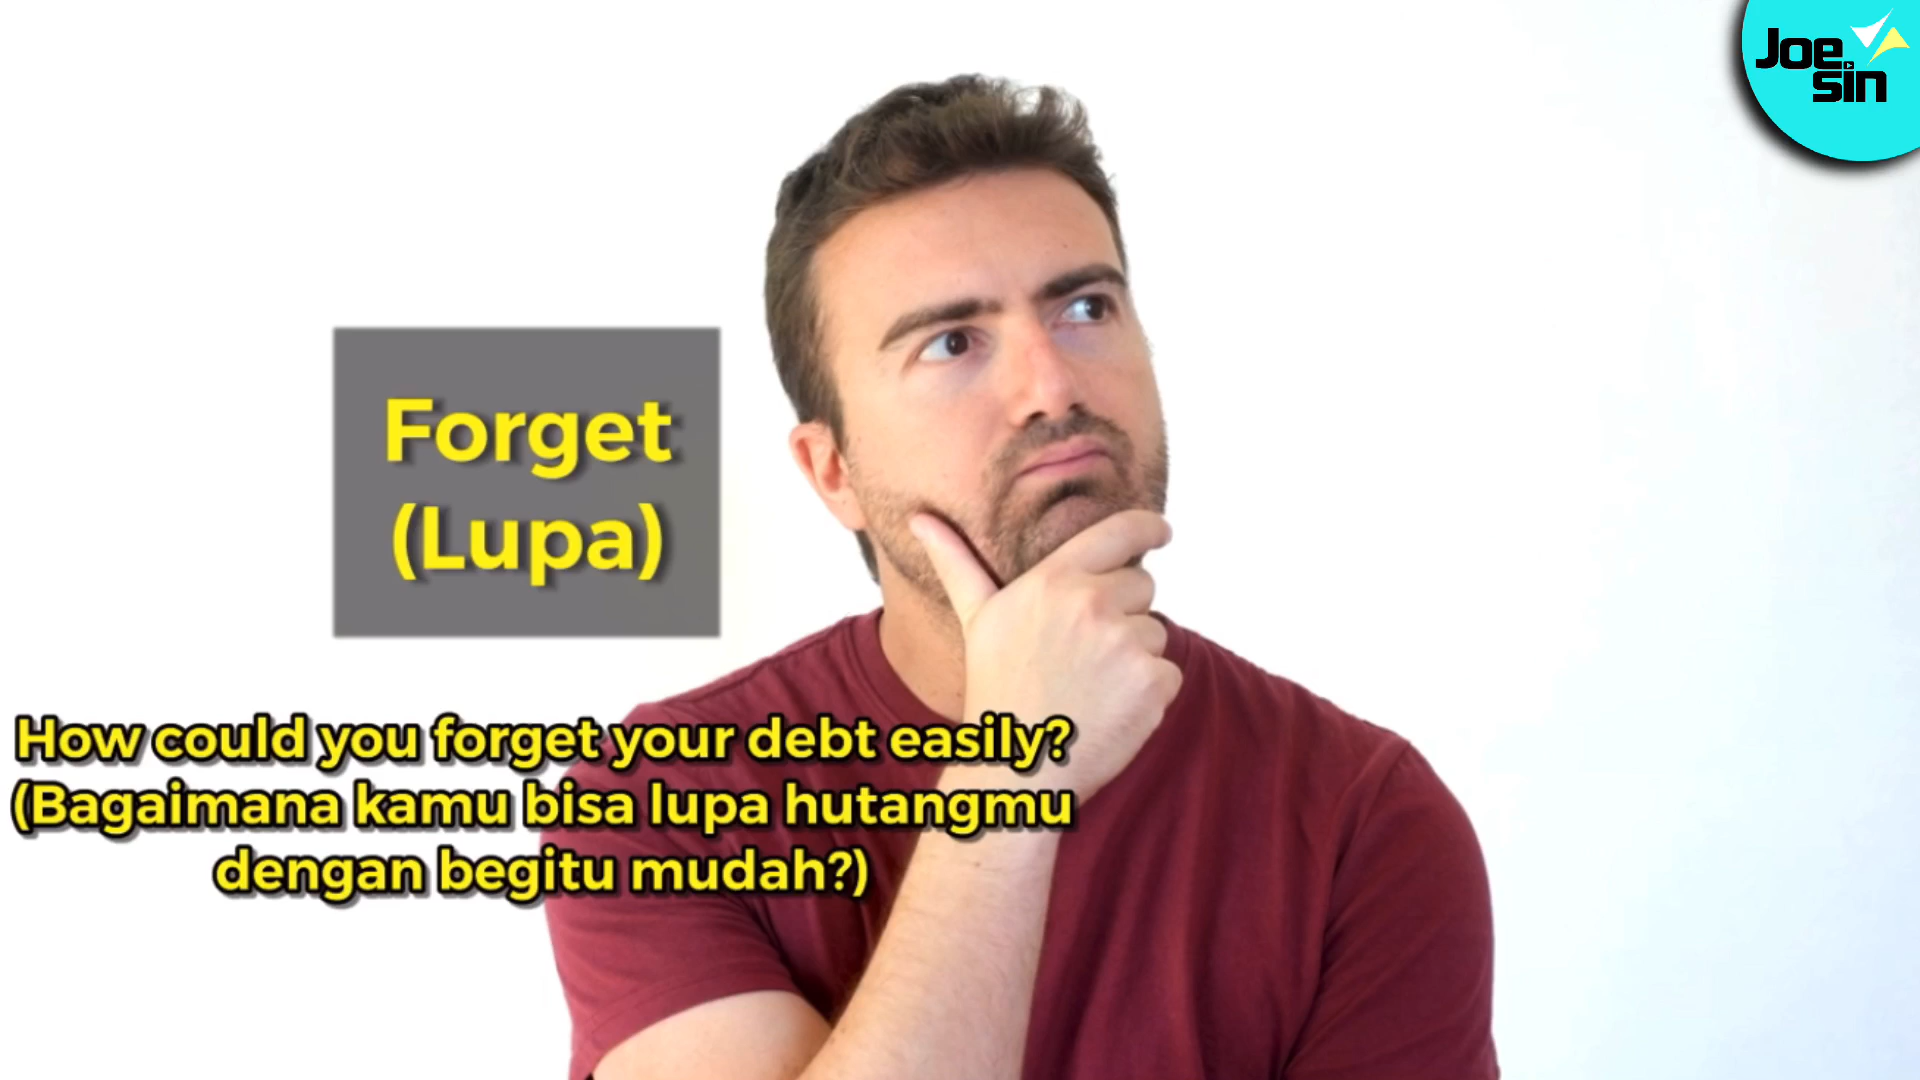 Joe
sin
Forget
(Lupa)
How could you forget your debt easily?
(Bagaimana kamu bisa lupa hutangmu
dengan begitu mudah?)